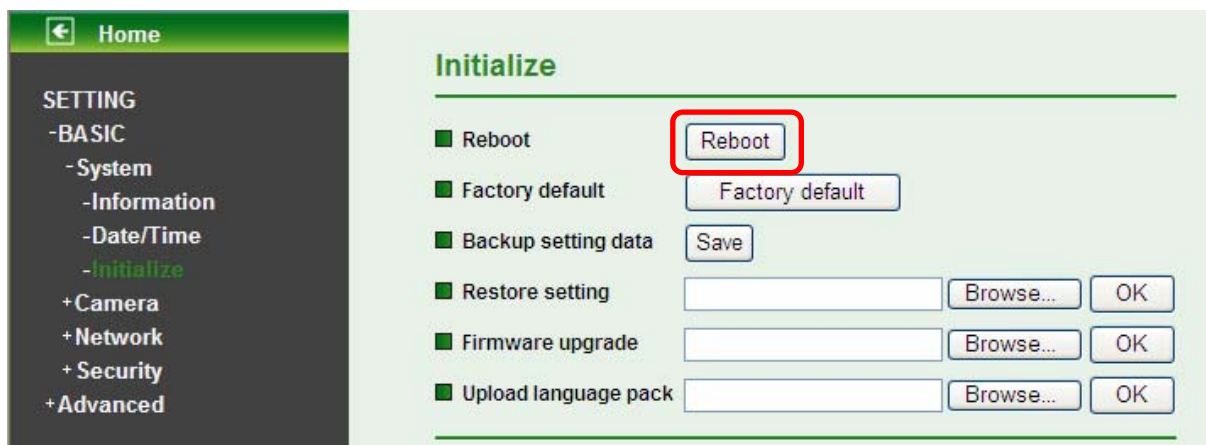 Home
SETTING
-BASIC
-System
-Information
-Date/Time
-Initialize
+Camera
+Network
+Security
+Advanced
Initialize
Reboot Reboot
Factory default Factory default
Backup setting data Save
Restore setting Browse... OK
Firmware upgrade Browse... OK
Upload language pack Browse... OK